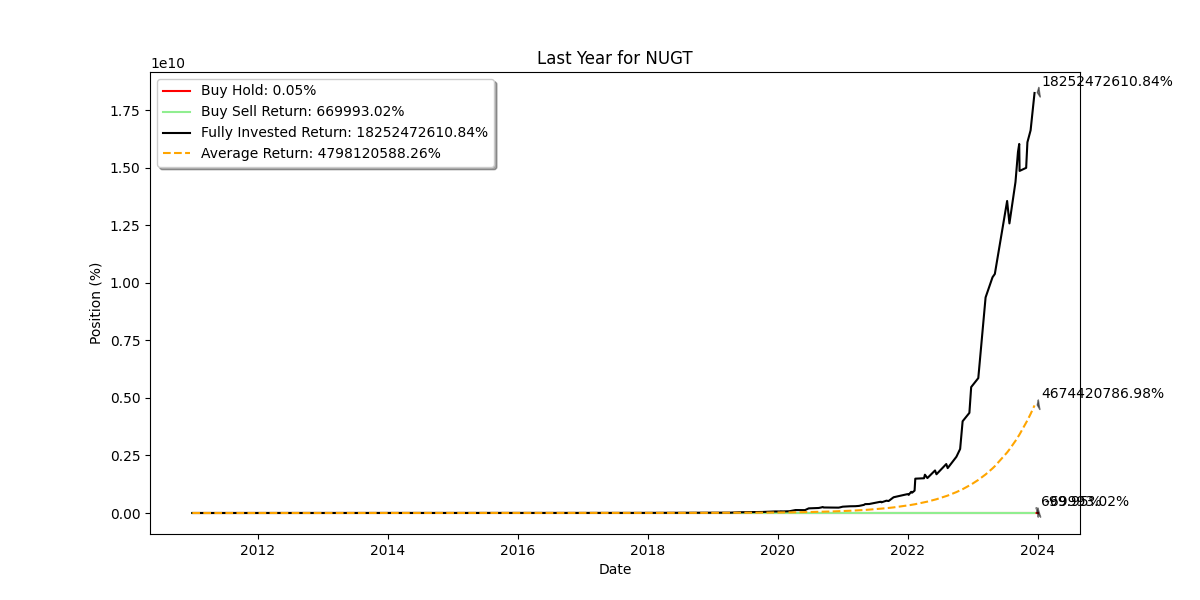 Last Year for NUGT
1e10
Buy Hold: 0.05%
Buy Sell Return: 669993.02%
Fully Invested Return: 18252472610.84%
Average Return: 4798120588.26%
18252472610.84%
4674420786.98%
1.75
1.50
1.25
1.00
0.75
0.50
0.25
0.00
Position (%)
2012
2014
2016
2018
2020
2022
2024
Date